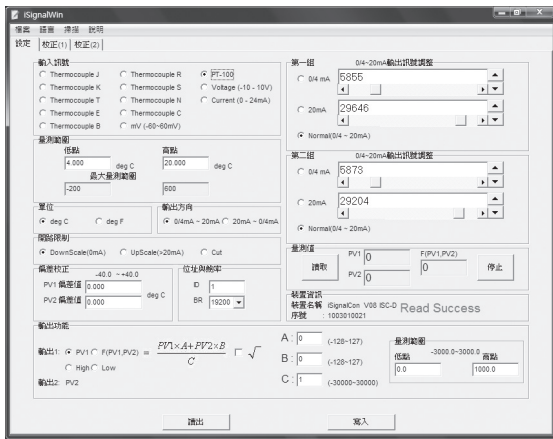 iSignalWin
檔案 語言 掃描 說明
設定 校正(1) 校正(2)
輸入訊號
Thermocouple J Thermocouple R PT-100
Thermocouple K Thermocouple S Voltage (-10 - 10V)
Thermocouple T Thermocouple N Current (0 - 24mA)
Thermocouple E Thermocouple C
Thermocouple B mV (-60~60mV)
量測範圍
低點 高點
4.000 deg C 20.000 deg C
最大量測範圍
-200 600
單位
deg C deg F
輸出方向
0/4mA ~ 20mA 20mA ~ 0/4mA
開路限制
DownScale(0mA) UpScale(>20mA) Cut
偏差校正
-40.0 ~ +40.0
PV1 偏差值 0.000
PV2 偏差值 0.000
deg C
位址與鮑率
ID 1
BR 19200
第一組 0/4~20mA輸出訊號調整
0/4 mA 5855
20mA 29646
Normal(0/4 ~ 20mA)
第二組 0/4~20mA輸出訊號調整
0/4 mA 5873
20mA 29204
Normal(0/4 ~ 20mA)
量測值
讀取
PV1 0
PV2 0
F(PV1,PV2)
0
停止
裝置資訊
裝置名稱 iSignalCon V08 ISC-D
序號 : 1003010021
Read Success
輸出功能
輸出1: PV1 F(PV1,PV2) = PV1×A+PV2×B / C √
High Low
輸出2: PV2
A : 0 (-128~127)
B : 0 (-128~127)
C : 1 (-30000~30000)
量測範圍
-3000.0~3000.0
低點 高點
0.0 1000.0
讀出 寫入